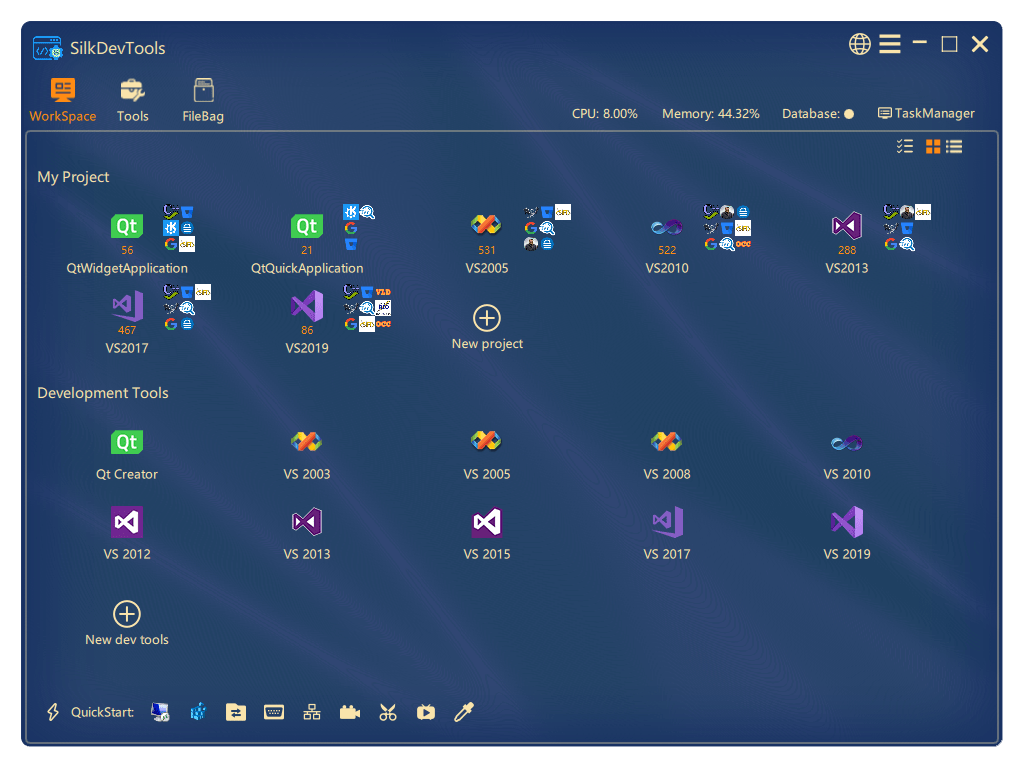 SilkDevTools
WorkSpace
Tools
FileBag
CPU: 8.00%
Memory: 44.32%
Database:
TaskManager
My Project
Qt
56
QtWidgetApplication
Qt
21
QtQuickApplication
531
VS2005
522
OCC
VS2010
288
VS2013
467
VS2017
VLD
OCC
86
VS2019
New project
Development Tools
Qt
Qt Creator
VS 2003
VS 2005
VS 2008
VS 2010
VS 2012
VS 2013
VS 2015
VS 2017
VS 2019
New dev tools
QuickStart: